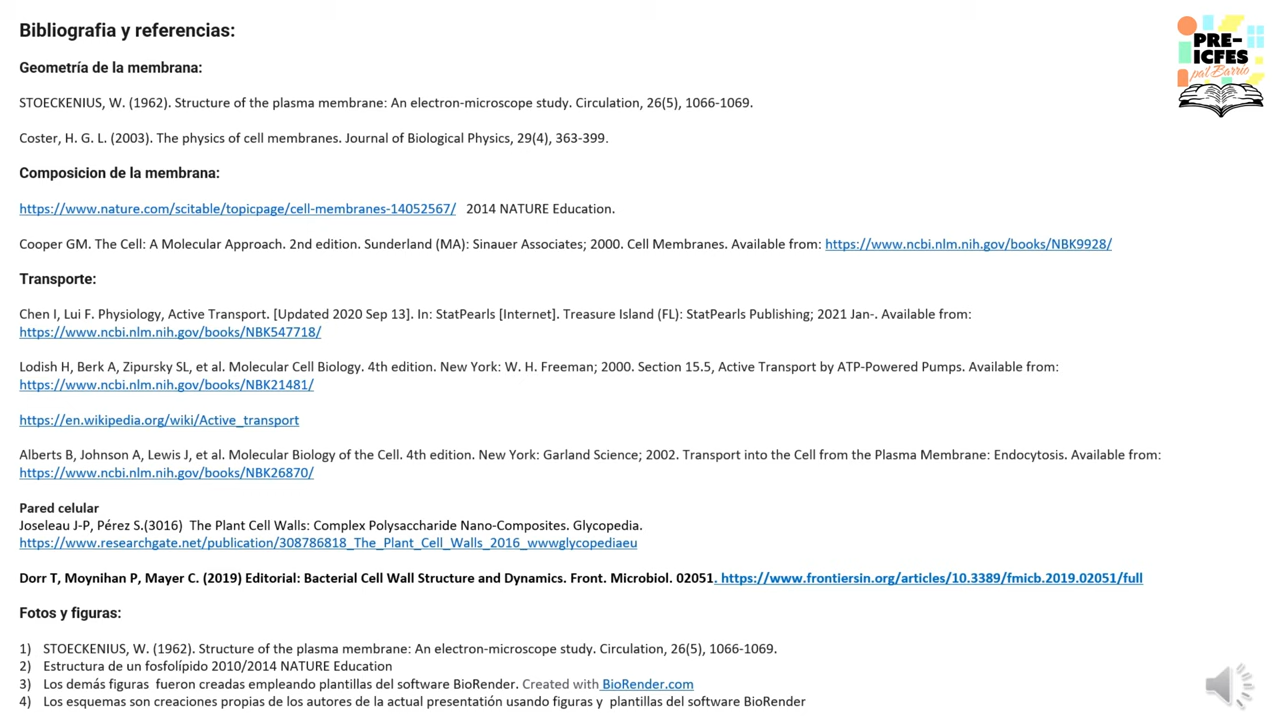 Bibliografia y referencias:
PRE-
ICFES
pal Barrio
Geometría de la membrana:
STOECKENIUS, W. (1962). Structure of the plasma membrane: An electron-microscope study. Circulation, 26(5), 1066-1069.
Coster, H. G. L. (2003). The physics of cell membranes. Journal of Biological Physics, 29(4), 363-399.
Composicion de la membrana:
https://www.nature.com/scitable/topicpage/cell-membranes-14052567/ 2014 NATURE Education.
Cooper GM. The Cell: A Molecular Approach. 2nd edition. Sunderland (MA): Sinauer Associates; 2000. Cell Membranes. Available from: https://www.ncbi.nlm.nih.gov/books/NBK9928/
Transporte:
Chen I, Lui F. Physiology, Active Transport. [Updated 2020 Sep 13]. In: StatPearls [Internet]. Treasure Island (FL): StatPearls Publishing; 2021 Jan-. Available from:
https://www.ncbi.nlm.nih.gov/books/NBK547718/
Lodish H, Berk A, Zipursky SL, et al. Molecular Cell Biology. 4th edition. New York: W. H. Freeman; 2000. Section 15.5, Active Transport by ATP-Powered Pumps. Available from:
https://www.ncbi.nlm.nih.gov/books/NBK21481/
https://en.wikipedia.org/wiki/Active_transport
Alberts B, Johnson A, Lewis J, et al. Molecular Biology of the Cell. 4th edition. New York: Garland Science; 2002. Transport into the Cell from the Plasma Membrane: Endocytosis. Available from:
https://www.ncbi.nlm.nih.gov/books/NBK26870/
Pared celular
Joseleau J-P, Pérez S.(3016) The Plant Cell Walls: Complex Polysaccharide Nano-Composites. Glycopedia.
https://www.researchgate.net/publication/308786818_The_Plant_Cell_Walls_2016_wwwglycopediaeu
Dorr T, Moynihan P, Mayer C. (2019) Editorial: Bacterial Cell Wall Structure and Dynamics. Front. Microbiol. 02051. https://www.frontiersin.org/articles/10.3389/fmicb.2019.02051/full
Fotos y figuras:
1) STOECKENIUS, W. (1962). Structure of the plasma membrane: An electron-microscope study. Circulation, 26(5), 1066-1069.
2) Estructura de un fosfolípido 2010/2014 NATURE Education
3) Los demás figuras fueron creadas empleando plantillas del software BioRender. Created with BioRender.com
4) Los esquemas son creaciones propias de los autores de la actual presentatión usando figuras y plantillas del software BioRender